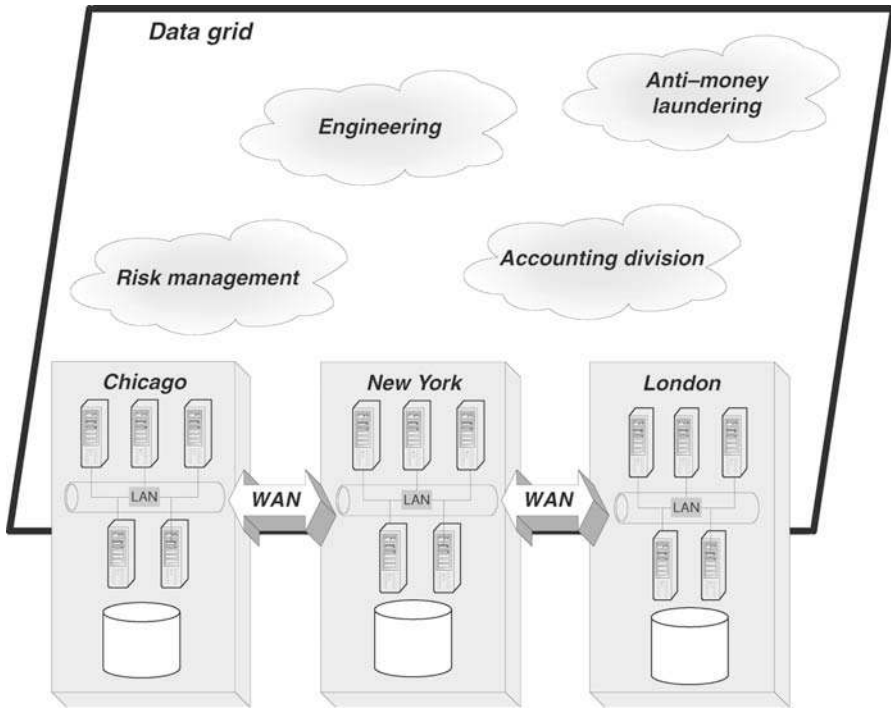 Data grid
Anti–money
laundering
Engineering
Accounting division
Risk management
Chicago
New York
London
LAN
WAN
LAN
WAN
LAN